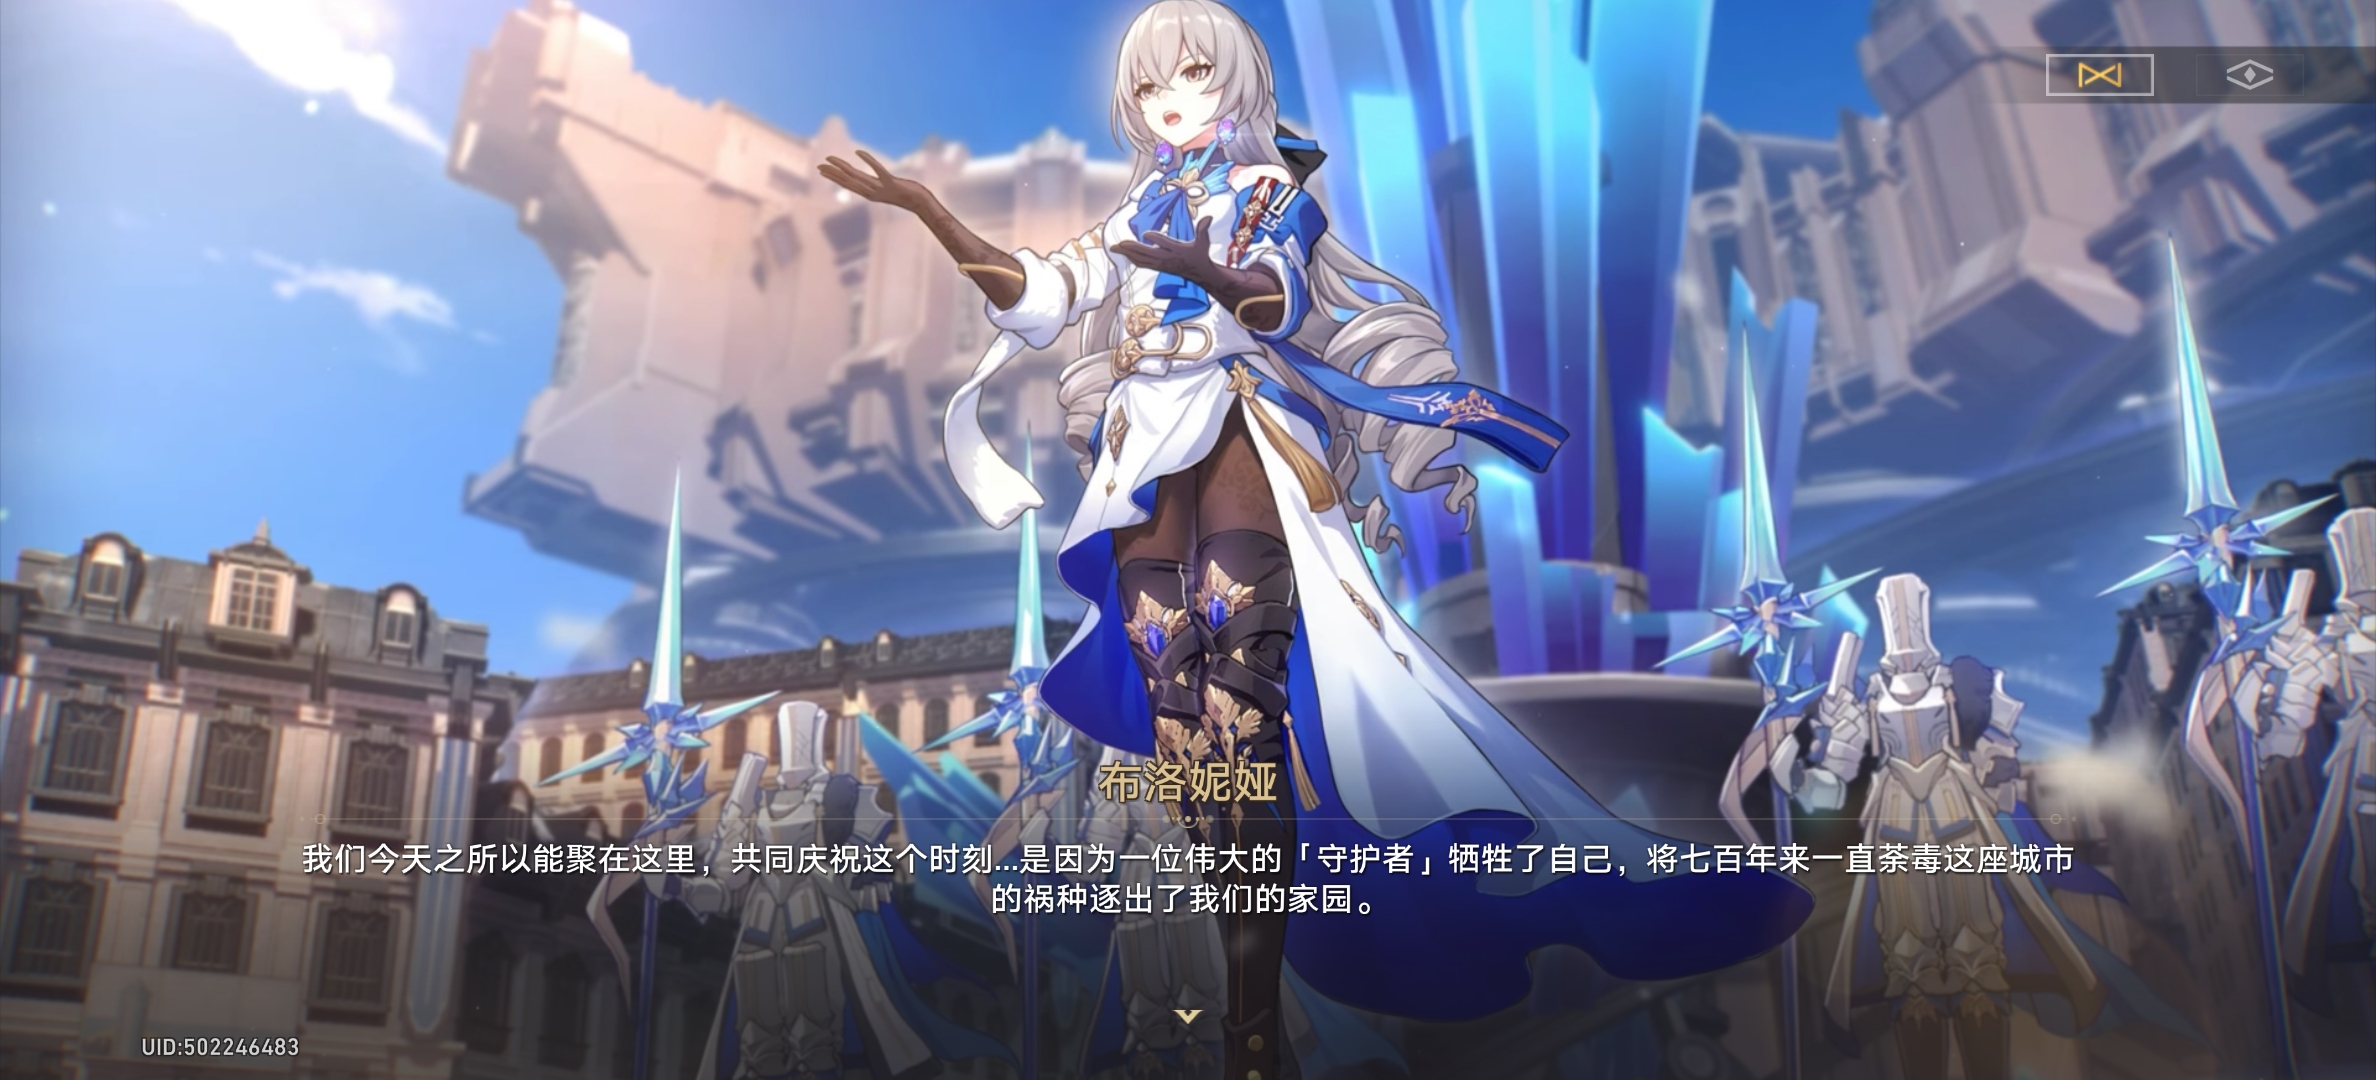 布洛妮娅
我们今天之所以能聚在这里，共同庆祝这个时刻...是因为一位伟大的「守护者」牺牲了自己，将七百年来一直荼毒这座城市
的祸种逐出了我们的家园。
UID:502246483